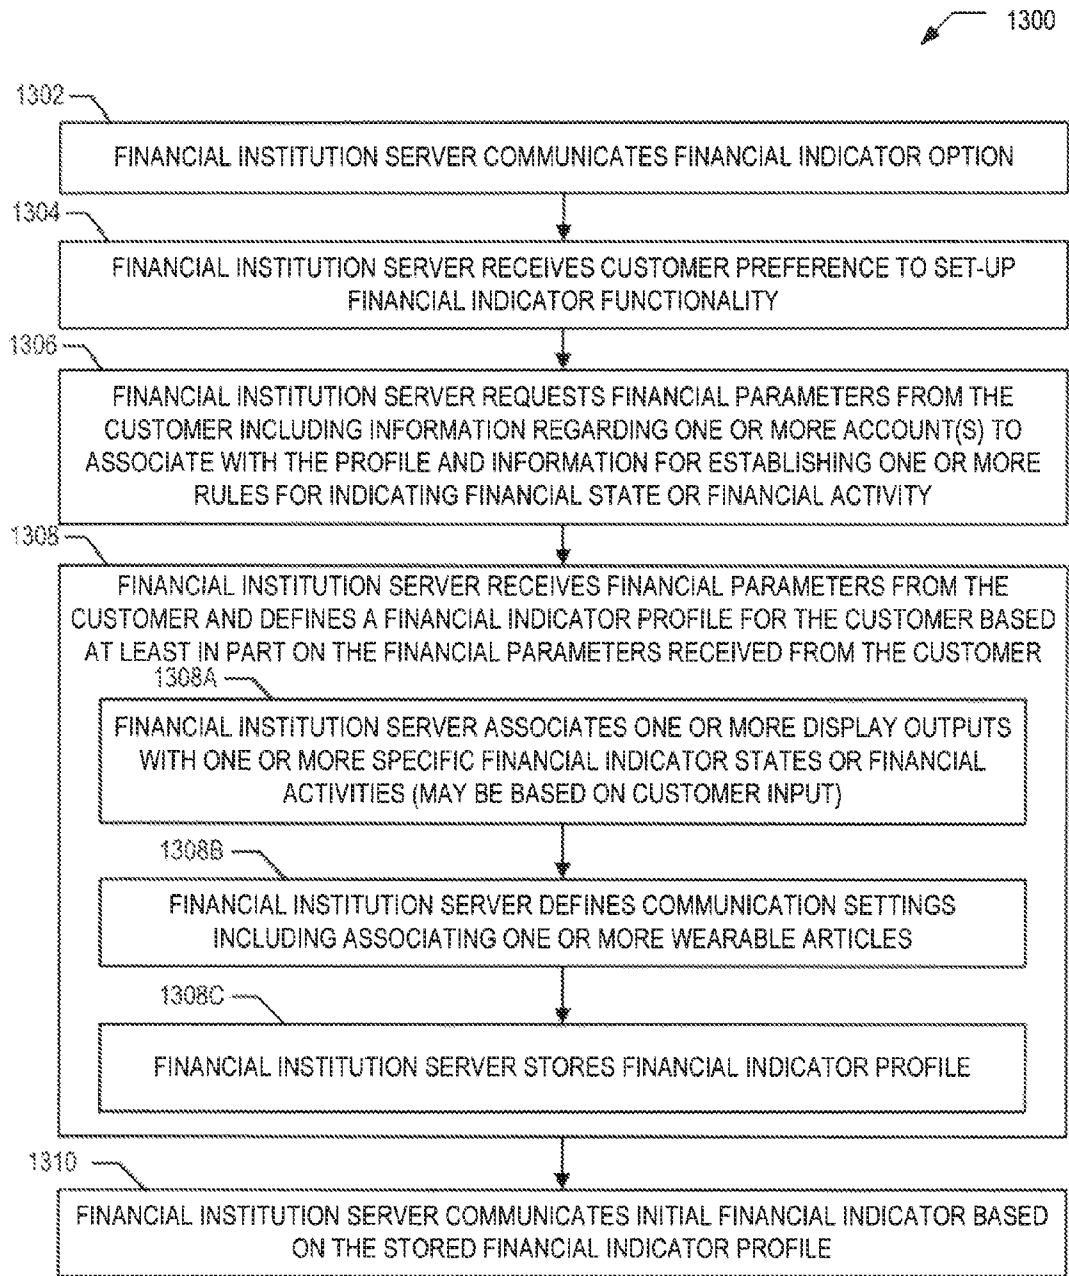 1300
1302
FINANCIAL INSTITUTION SERVER COMMUNICATES FINANCIAL INDICATOR OPTION
1304
FINANCIAL INSTITUTION SERVER RECEIVES CUSTOMER PREFERENCE TO SET-UP
FINANCIAL INDICATOR FUNCTIONALITY
1306
FINANCIAL INSTITUTION SERVER REQUESTS FINANCIAL PARAMETERS FROM THE
CUSTOMER INCLUDING INFORMATION REGARDING ONE OR MORE ACCOUNT(S) TO
ASSOCIATE WITH THE PROFILE AND INFORMATION FOR ESTABLISHING ONE OR MORE
RULES FOR INDICATING FINANCIAL STATE OR FINANCIAL ACTIVITY
1308
FINANCIAL INSTITUTION SERVER RECEIVES FINANCIAL PARAMETERS FROM THE
CUSTOMER AND DEFINES A FINANCIAL INDICATOR PROFILE FOR THE CUSTOMER BASED
AT LEAST IN PART ON THE FINANCIAL PARAMETERS RECEIVED FROM THE CUSTOMER
1308A
FINANCIAL INSTITUTION SERVER ASSOCIATES ONE OR MORE DISPLAY OUTPUTS
WITH ONE OR MORE SPECIFIC FINANCIAL INDICATOR STATES OR FINANCIAL
ACTIVITIES (MAY BE BASED ON CUSTOMER INPUT)
1308B
FINANCIAL INSTITUTION SERVER DEFINES COMMUNICATION SETTINGS
INCLUDING ASSOCIATING ONE OR MORE WEARABLE ARTICLES
1308C
FINANCIAL INSTITUTION SERVER STORES FINANCIAL INDICATOR PROFILE
1310
FINANCIAL INSTITUTION SERVER COMMUNICATES INITIAL FINANCIAL INDICATOR BASED
ON THE STORED FINANCIAL INDICATOR PROFILE